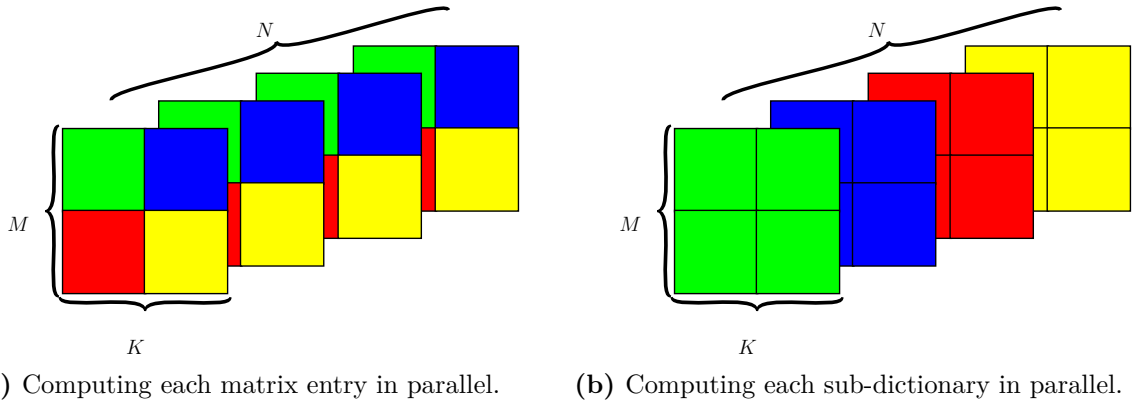 N N
M M
K K
) Computing each matrix entry in parallel. (b) Computing each sub-dictionary in parallel.